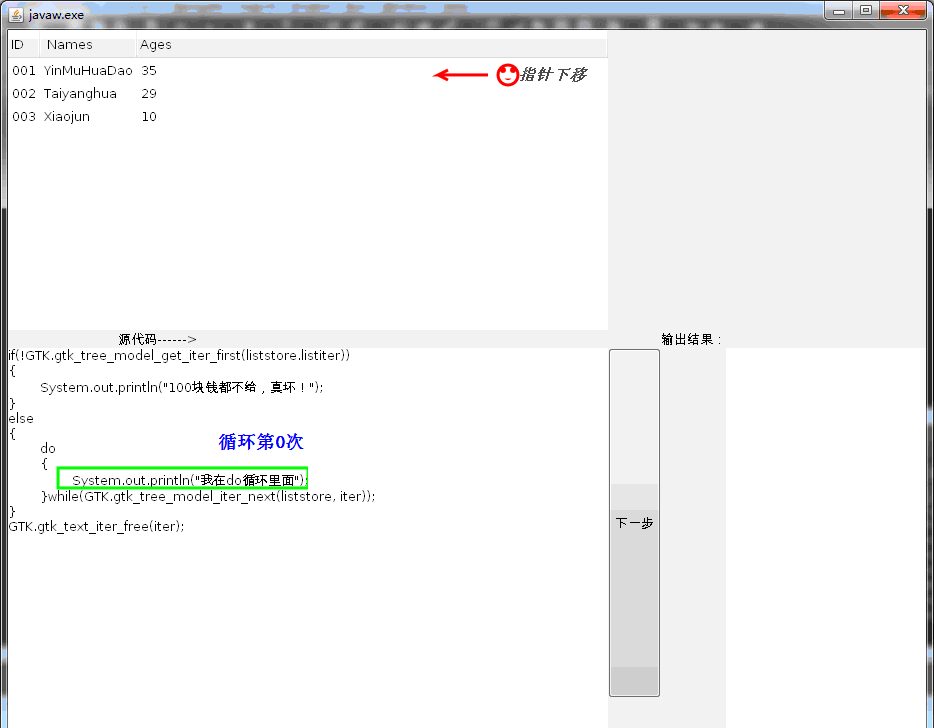 javaw.exe
ID Names Ages
001 YinMuHuaDao 35
指针下移
002 Taiyanghua 29
003 Xiaojun 10
源代码------>
输出结果：
if(!GTK.gtk_tree_model_get_iter_first(liststore.listiter))
{
System.out.println("100块钱都不给，真坏！");
}
else
{
do
循环第0次
{
System.out.println("我在do循环里面");
}while(GTK.gtk_tree_model_iter_next(liststore, iter));
}
GTK.gtk_text_iter_free(iter);
下一步